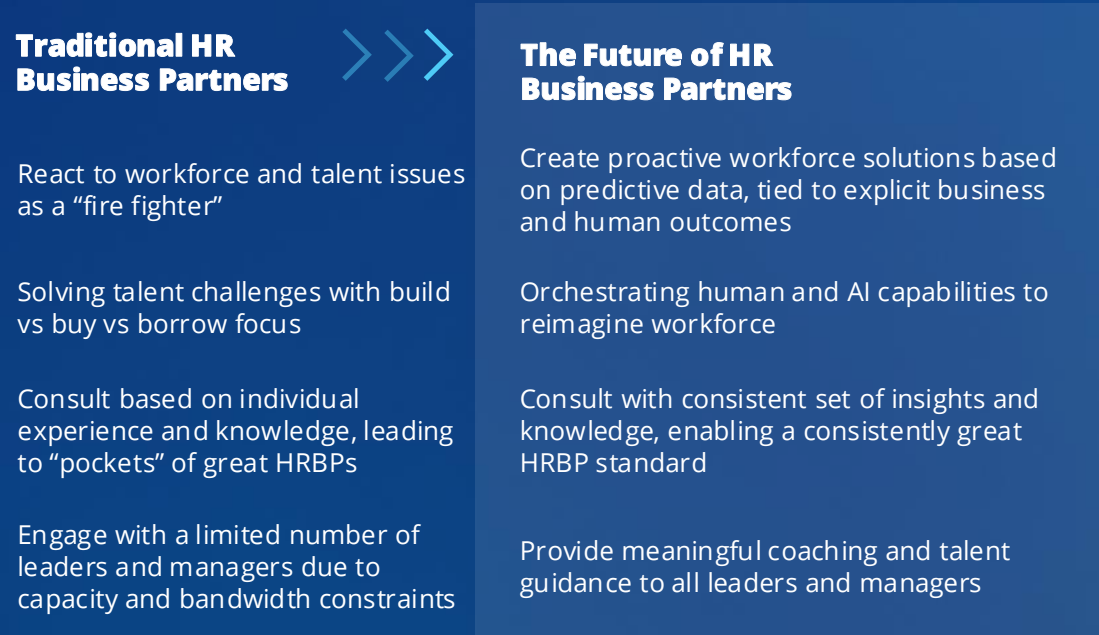 Traditional HR
Business Partners
The Future of HR
Business Partners
React to workforce and talent issues
as a “fire fighter”
Create proactive workforce solutions based
on predictive data, tied to explicit business
and human outcomes
Solving talent challenges with build
vs buy vs borrow focus
Orchestrating human and AI capabilities to
reimagine workforce
Consult based on individual
experience and knowledge, leading
to “pockets” of great HRBPs
Consult with consistent set of insights and
knowledge, enabling a consistently great
HRBP standard
Engage with a limited number of
leaders and managers due to
capacity and bandwidth constraints
Provide meaningful coaching and talent
guidance to all leaders and managers